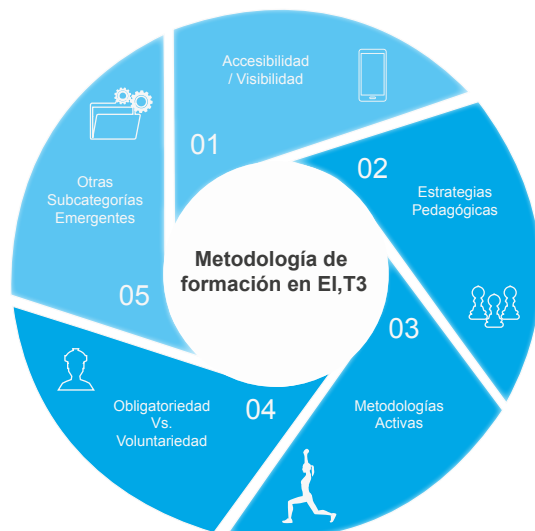 Accesibilidad
/ Visibilidad
01
02
Estrategias
Pedagógicas
03
Metodologías
Activas
04
Obligatoriedad
Vs.
Voluntariedad
05
Otras
Subcategorías
Emergentes
Metodología de
formación en EI,T3